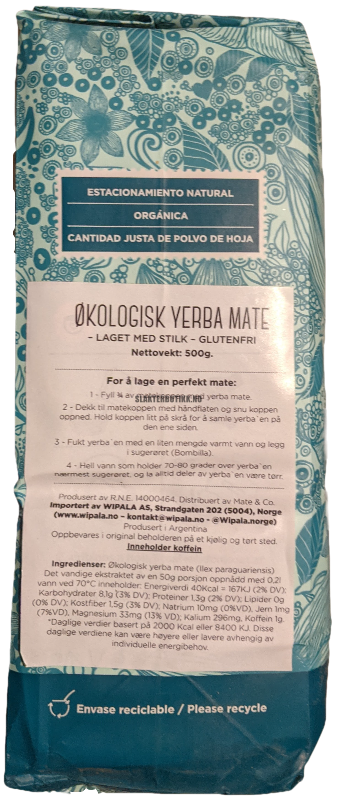 ESTACIONAMIENTO NATURAL
ORGÁNICA
CANTIDAD JUSTA DE POLVO DE HOJA
ØKOLOGISK YERBA MATE
– LAGET MED STILK – GLUTENFRI
Nettovekt: 500g.
For å lage en perfekt mate:
1 - Fyll ¾ av matekoppen med yerba mate.
SLAKTERBUTIKK.NO
2 - Dekk til matekoppen med håndflaten og snu koppen
oppned. Hold koppen litt på skrå for å samle yerba´en på
den ene siden.
3 - Fukt yerba´en med en liten mengde varmt vann og legg
i sugerøret (Bombilla).
4 - Hell vann som holder 70-80 grader over yerba´en
nærmest sugerøret, og la alltid deler av yerba´en være tørr.
Produsert av R.N.E. 14000464. Distribuert av Mate & Co.
Importert av WIPALA AS, Strandgaten 202 (5004), Norge
(www.wipala.no – kontakt@wipala.no - @Wipala.norge)
Produsert i Argentina
Oppbevares i original beholderen på et kjølig og tørt sted.
Inneholder koffein
Ingredienser: Økologisk yerba mate (Ilex paraguariensis)
Det vandige ekstraktet av en 50g porsjon oppnådd med 0,2l
vann ved 70°C inneholder: Energiverdi 40Kcal = 167KJ (2% DV);
Karbohydrater 8,1g (3% DV); Proteiner 1,3g (2% DV); Lipider 0g
(0% DV); Kostfiber 1,5g (3% DV); Natrium 10mg (0%VD), Jern 1mg
(7%VD), Magnesium 33mg (13% VD); Kalium 296mg, Koffein 1g.
*Daglige verdier basert på 2000 Kcal eller 8400 KJ. Disse
daglige verdiene kan være høyere eller lavere avhengig av
individuelle energibehov.
Envase reciclable / Please recycle